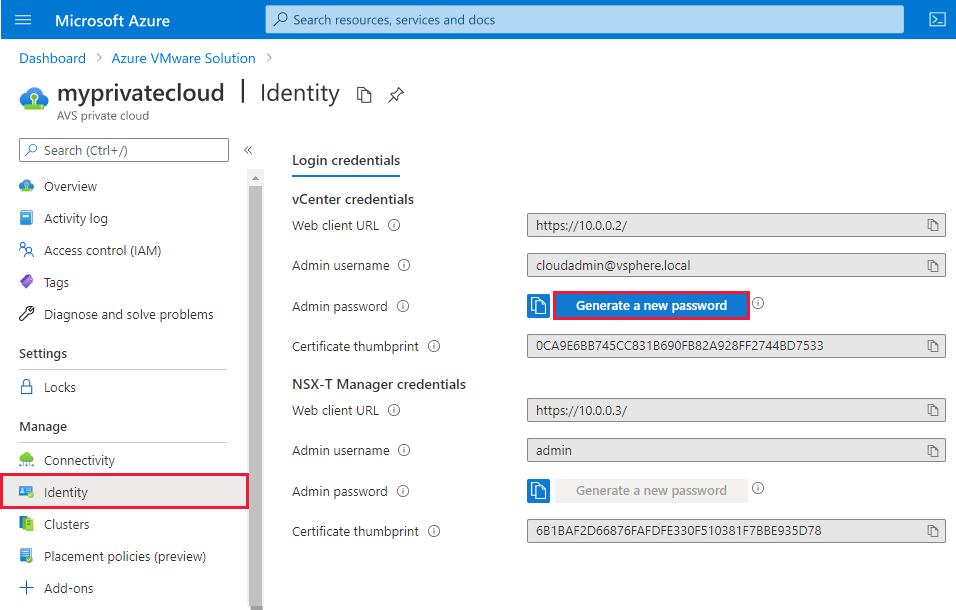 Microsoft Azure
Search resources, services and docs
Dashboard > Azure VMware Solution >
myprivatecloud | Identity
AVS private cloud
Search (Ctrl+/)
«
Overview
Activity log
Access control (IAM)
Tags
Diagnose and solve problems
Settings
Locks
Manage
Connectivity
Identity
Clusters
Placement policies (preview)
Add-ons
Login credentials
vCenter credentials
Web client URL
https://10.0.0.2/
Admin username
cloudadmin@vsphere.local
Admin password
Generate a new password
Certificate thumbprint
0CA9E6BB745CC831B690FB82A928FF2744BD7533
NSX-T Manager credentials
Web client URL
https://10.0.0.3/
Admin username
admin
Admin password
Generate a new password
Certificate thumbprint
6B1BAF2D66876FAFDFE330F510381F7BBE935D78